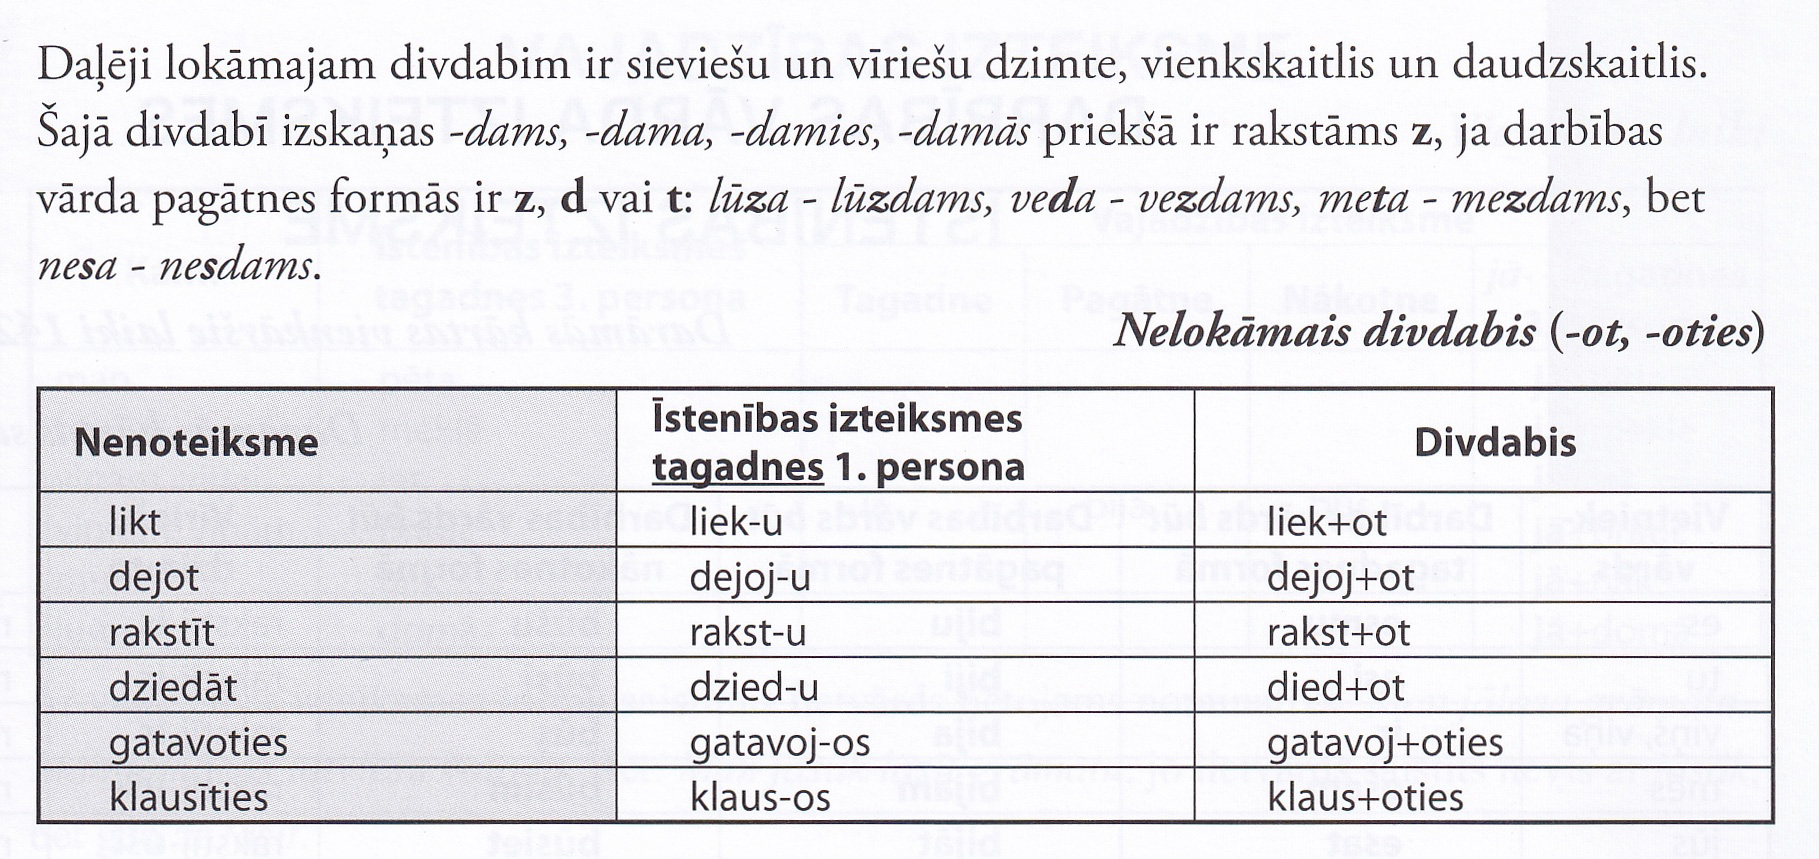 Daļēji lokāmajam divdabim ir sieviešu un vīriešu dzimte, vienkskaitlis un daudzskaitlis.
Šajā divdabī izskaņas -dams, -dama, -damies, -damās priekšā ir rakstāms z, ja darbības
vārda pagātnes formās ir z, d vai t: lūza - lūzdams, veda - vezdams, meta - mezdams, bet
nesa - nesdams.
Nelokāmais divdabis (-ot, -oties)
Nenoteiksme Īstenības izteiksmes tagadnes 1. persona Divdabis
likt liek-u liek+ot
dejot dejoj-u dejoj+ot
rakstīt rakst-u rakst+ot
dziedāt dzied-u died+ot
gatavoties gatavoj-os gatavoj+oties
klausīties klaus-os klaus+oties